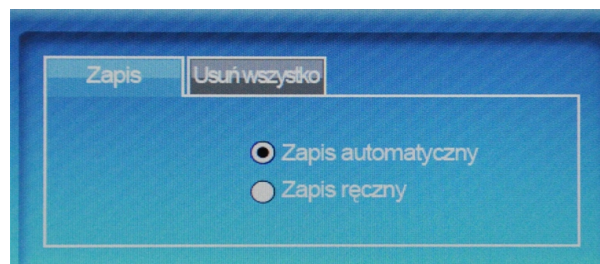 Zapis
Usuń wszystko
Zapis automatyczny
Zapis ręczny